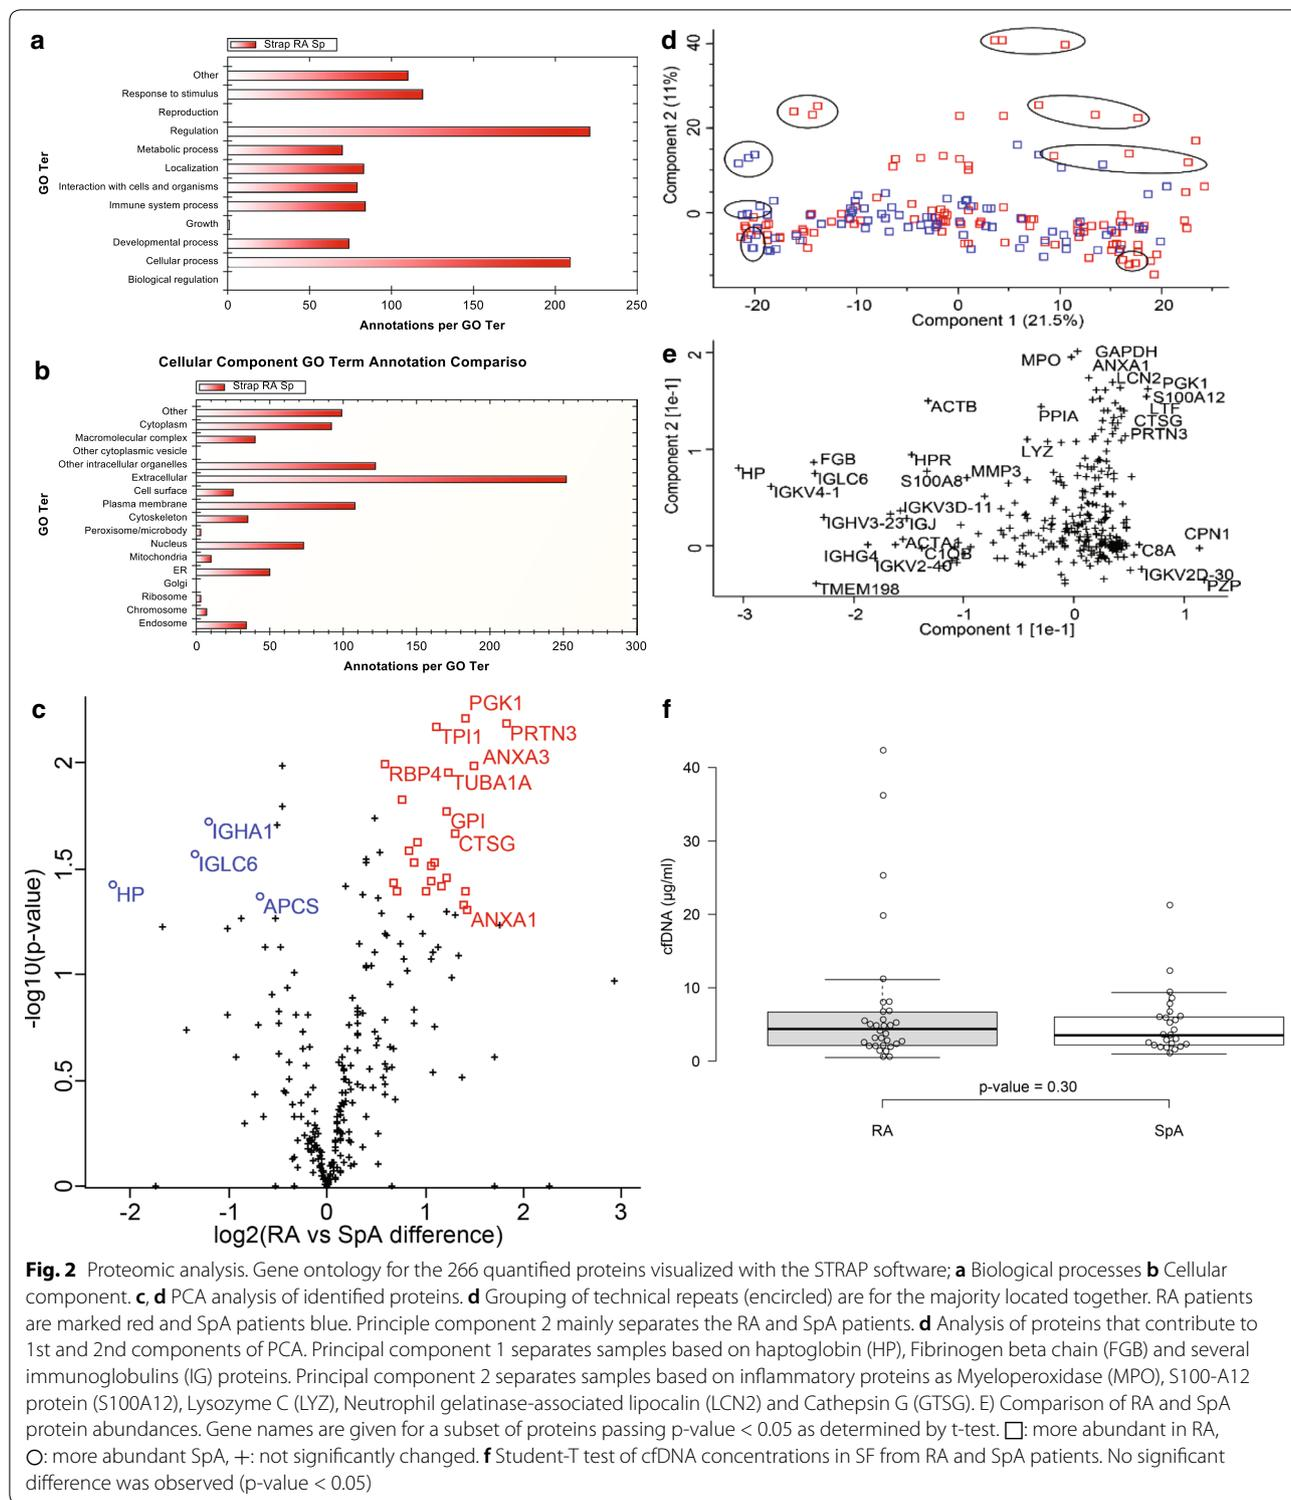 a
Strap RA Sp
GO Ter
Other
Response to stimulus
Reproduction
Regulation
Metabolic process
Localization
Interaction with cells and organisms
Immune system process
Growth
Developmental process
Cellular process
Biological regulation
0 50 100 150 200 250
Annotations per GO Ter
b
Cellular Component GO Term Annotation Compariso
Strap RA Sp
GO Ter
Other
Cytoplasm
Macromolecular complex
Other cytoplasmic vesicle
Other intracellular organelles
Extracellular
Cell surface
Plasma membrane
Cytoskeleton
Peroxisome/microbody
Nucleus
Mitochondria
ER
Golgi
Ribosome
Chromosome
Endosome
0 50 100 150 200 250 300
Annotations per GO Ter
d
Component 2 (11%)
40
20
0
-20 -10 0 10 20
Component 1 (21.5%)
e
Component 2 [1e-1]
2
1
0
MPO GAPDH
ANXA1
LCN2 PGK1
S100A12
ACTB
PPIA
LTF
CTSG
PRTN3
LYZ
FGB
HPR
HP
IGLC6
S100A8 MMP3
IGKV4-1
IGKV3D-11
IGHV3-23 IGJ
ACTA1
CPN1
IGHG4 C1QB
C8A
IGKV2-40
IGKV2D-30
TMEM198
PZP
-3 -2 -1 0 1
Component 1 [1e-1]
c
-log10(p-value)
2
1.5
1
0.5
0
PGK1
TPI1 PRTN3
ANXA3
RBP4 TUBA1A
GPI
IGHA1
CTSG
IGLC6
HP
APCS
ANXA1
-2 -1 0 1 2 3
log2(RA vs SpA difference)
f
cfDNA (µg/ml)
40
30
20
10
0
p-value = 0.30
RA SpA
Fig. 2 Proteomic analysis. Gene ontology for the 266 quantified proteins visualized with the STRAP software; a Biological processes b Cellular
component. c, d PCA analysis of identified proteins. d Grouping of technical repeats (encircled) are for the majority located together. RA patients
are marked red and SpA patients blue. Principle component 2 mainly separates the RA and SpA patients. d Analysis of proteins that contribute to
1st and 2nd components of PCA. Principal component 1 separates samples based on haptoglobin (HP), Fibrinogen beta chain (FGB) and several
immunoglobulins (IG) proteins. Principal component 2 separates samples based on inflammatory proteins as Myeloperoxidase (MPO), S100-A12
protein (S100A12), Lysozyme C (LYZ), Neutrophil gelatinase-associated lipocalin (LCN2) and Cathepsin G (GTSG). E) Comparison of RA and SpA
protein abundances. Gene names are given for a subset of proteins passing p-value < 0.05 as determined by t-test. □: more abundant in RA,
○: more abundant SpA, +: not significantly changed. f Student-T test of cfDNA concentrations in SF from RA and SpA patients. No significant
difference was observed (p-value < 0.05)